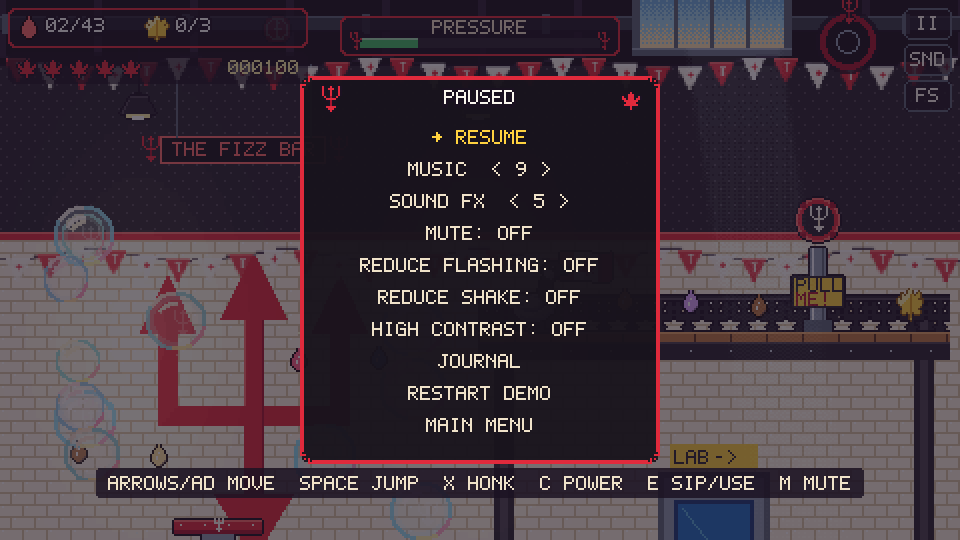 02/43 0/3 PRESSURE II
SND
000100
FS
PAUSED
THE FIZZ BA
→ RESUME
MUSIC < 9 >
SOUND FX < 5 >
MUTE: OFF
REDUCE FLASHING: OFF
REDUCE SHAKE: OFF
PULL
ME!
HIGH CONTRAST: OFF
JOURNAL
RESTART DEMO
MAIN MENU
LAB ->
ARROWS/AD MOVE SPACE JUMP X HONK C POWER E SIP/USE M MUTE